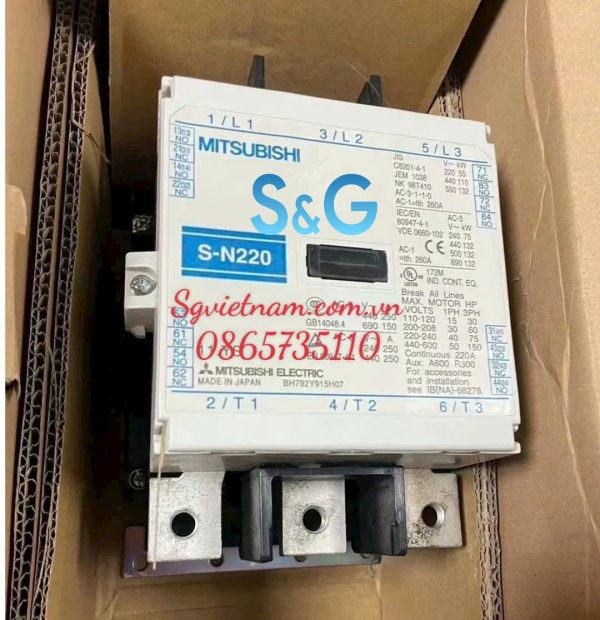 1/L1 3/L2 5/L3
13 NO
21 NC
14 NO
22 NC
MITSUBISHI
JIS
C8201-4-1
JEM 1038
NK 98T410
AC-3-1-1-0
AC-1=Ith 260A
V~ kW
220 55
440 110
550 132
71 NC
83 NO
72 NC
84 NO
S&G
IEC/EN
60947-4-1
VDE 0660-102
AC-3
V~ kW
240 75
440 132
500 132
690 132
AC-1
=Ith 260A
CE
S-N220
UL
LISTED
172M
IND. CONT. EQ.
Break All Lines
MAX. MOTOR HP
VOLTS 1PH 3PH
110-120 15 30
200-208 30 60
220-240 40 75
440-600 50 150
Continuous 220A
Aux. A600 R300
For accessories
and installation
see IB(NA)-68278.
Sgvietnam.com.vn
0865735110
GB14048.4
440 250
690 150
61 NC
54 NO
62 NC
31 NC
43 NO
32 NC
44 NO
MITSUBISHI ELECTRIC
MADE IN JAPAN BH792Y915H07
2/T1 4/T2 6/T3